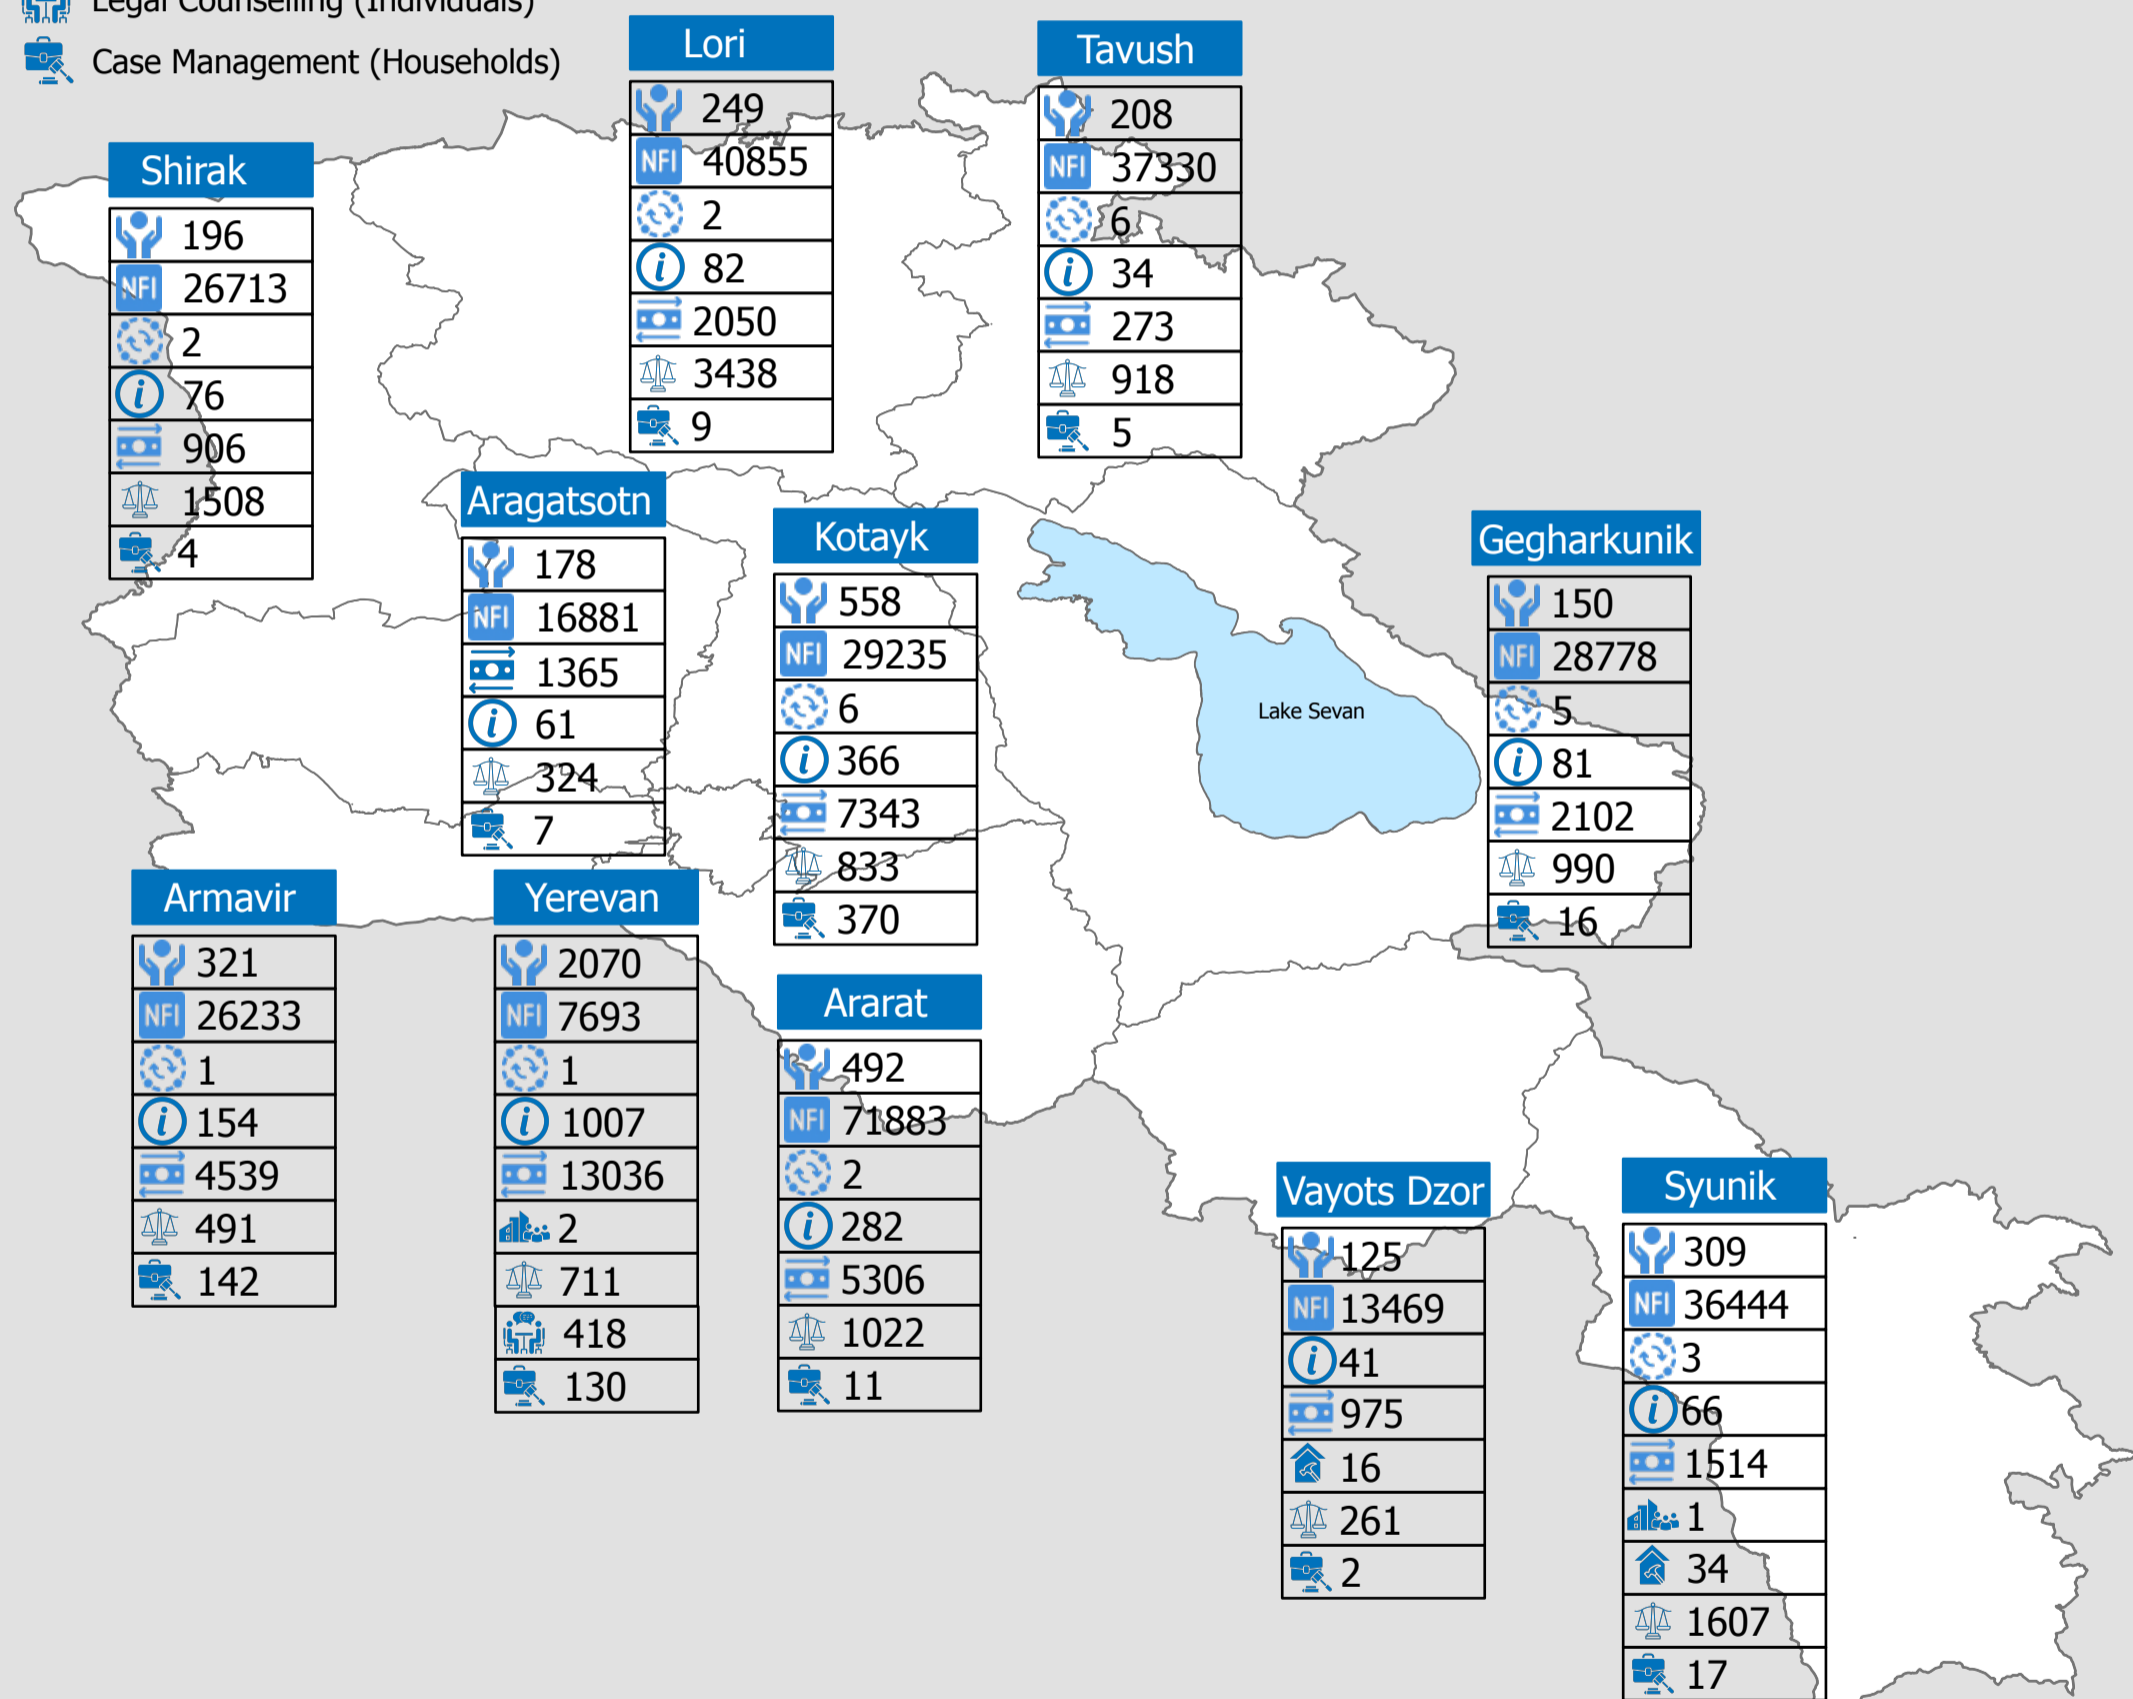 Legal Counselling (Individuals)
Case Management (Households)
Lori
249
NFI 40855
2
i 82
2050
3438
9
Tavush
208
NFI 37330
6
i 34
273
918
5
Shirak
196
NFI 26713
2
i 76
906
1508
4
Aragatsotn
178
NFI 16881
1365
i 61
324
7
Kotayk
558
NFI 29235
6
i 366
7343
833
370
Lake Sevan
Gegharkunik
150
NFI 28778
5
i 81
2102
990
16
Armavir
321
NFI 26233
1
i 154
4539
491
142
Yerevan
2070
NFI 7693
1
i 1007
13036
2
711
418
130
Ararat
492
NFI 71883
2
i 282
5306
1022
11
Vayots Dzor
125
NFI 13469
i 41
975
16
261
2
Syunik
309
NFI 36444
3
i 66
1514
1
34
1607
17